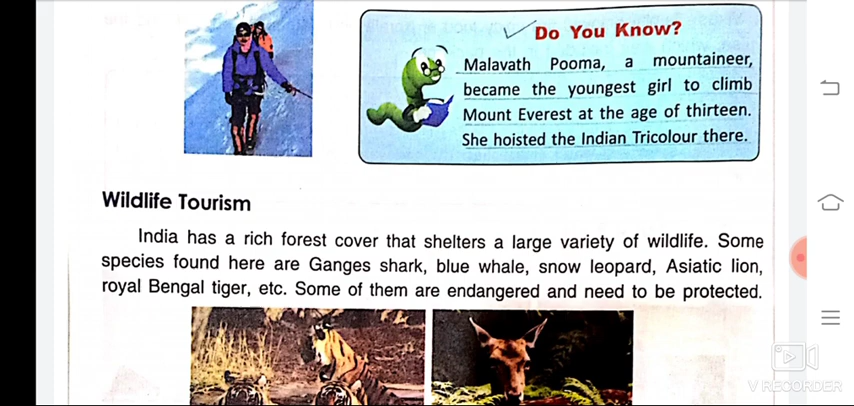 Do You Know?
Malavath Pooma, a mountaineer,
became the youngest girl to climb
Mount Everest at the age of thirteen.
She hoisted the Indian Tricolour there.
Wildlife Tourism
India has a rich forest cover that shelters a large variety of wildlife. Some
species found here are Ganges shark, blue whale, snow leopard, Asiatic lion,
royal Bengal tiger, etc. Some of them are endangered and need to be protected.
V RECORDER